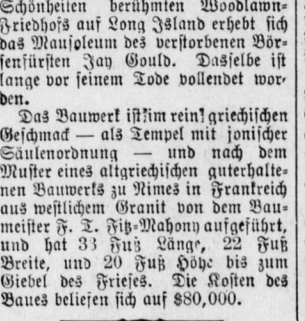 Schönheiten berühmten Woodlawn-
Friedhofs auf Long Island erhebt sich
das Mausoleum des verstorbenen Bör-
senfürsten Jay Gould. Dasselbe ist
lange vor seinem Tode vollendet wor-
den.
Das Bauwerk ist im rein griechischen
Geschmack — als Tempel mit jonischer
Säulenordnung — und nach dem
Muster eines altgriechischen guterhalte-
nen Bauwerks zu Nimes in Frankreich
aus westlichem Granit von dem Bau-
meister F. T. Fitz-Mahony aufgeführt,
und hat 33 Fuß Länge, 22 Fuß
Breite, und 20 Fuß Höhe bis zum
Giebel des Frieses. Die Kosten des
Baues beliefen sich auf $80,000.